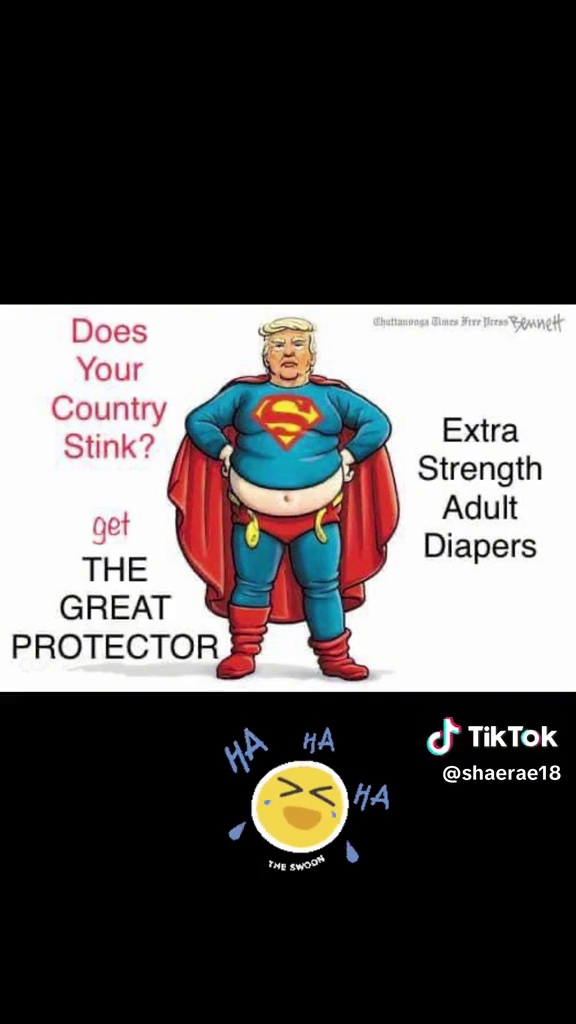 Does
Your
Country
Stink?
get
THE
GREAT
PROTECTOR
Chattanooga Times Free Press Bennett
S
Extra
Strength
Adult
Diapers
HA
HA
HA
THE SWOON
TikTok
@shaerae18